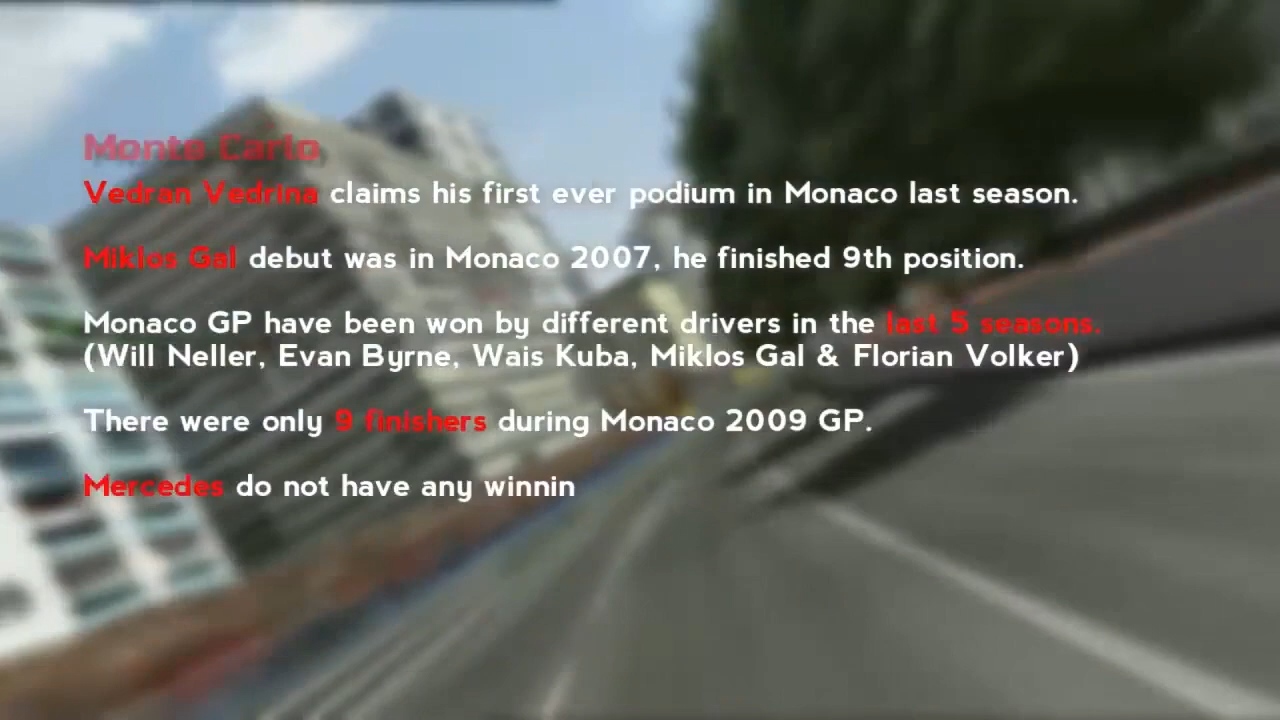 Monte Carlo
Vedran Vedrina claims his first ever podium in Monaco last season.
Miklos Gal debut was in Monaco 2007, he finished 9th position.
Monaco GP have been won by different drivers in the last 5 seasons.
(Will Neller, Evan Byrne, Wais Kuba, Miklos Gal & Florian Volker)
There were only 9 finishers during Monaco 2009 GP.
Mercedes do not have any winnin